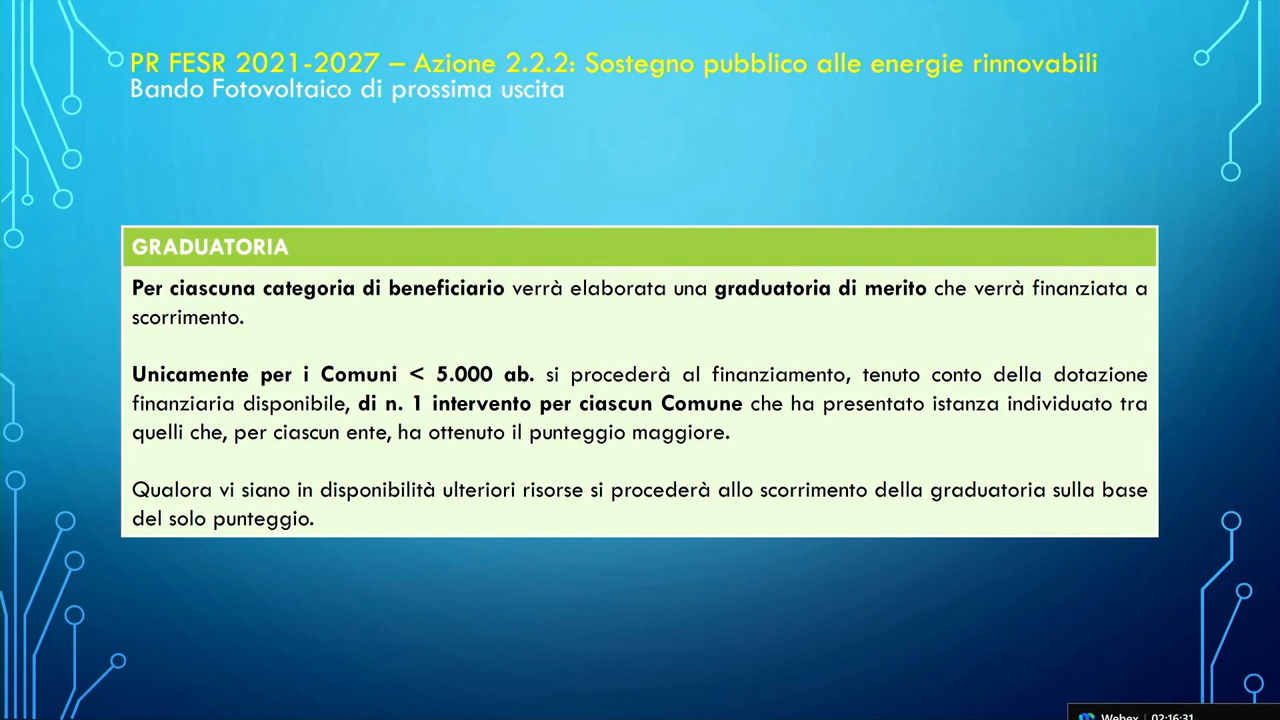 PR FESR 2021-2027 – Azione 2.2.2: Sostegno pubblico alle energie rinnovabili
Bando Fotovoltaico di prossima uscita
GRADUATORIA
Per ciascuna categoria di beneficiario verrà elaborata una graduatoria di merito che verrà finanziata a
scorrimento.
Unicamente per i Comuni < 5.000 ab. si procederà al finanziamento, tenuto conto della dotazione
finanziaria disponibile, di n. 1 intervento per ciascun Comune che ha presentato istanza individuato tra
quelli che, per ciascun ente, ha ottenuto il punteggio maggiore.
Qualora vi siano in disponibilità ulteriori risorse si procederà allo scorrimento della graduatoria sulla base
del solo punteggio.
Webex | 02:16:31